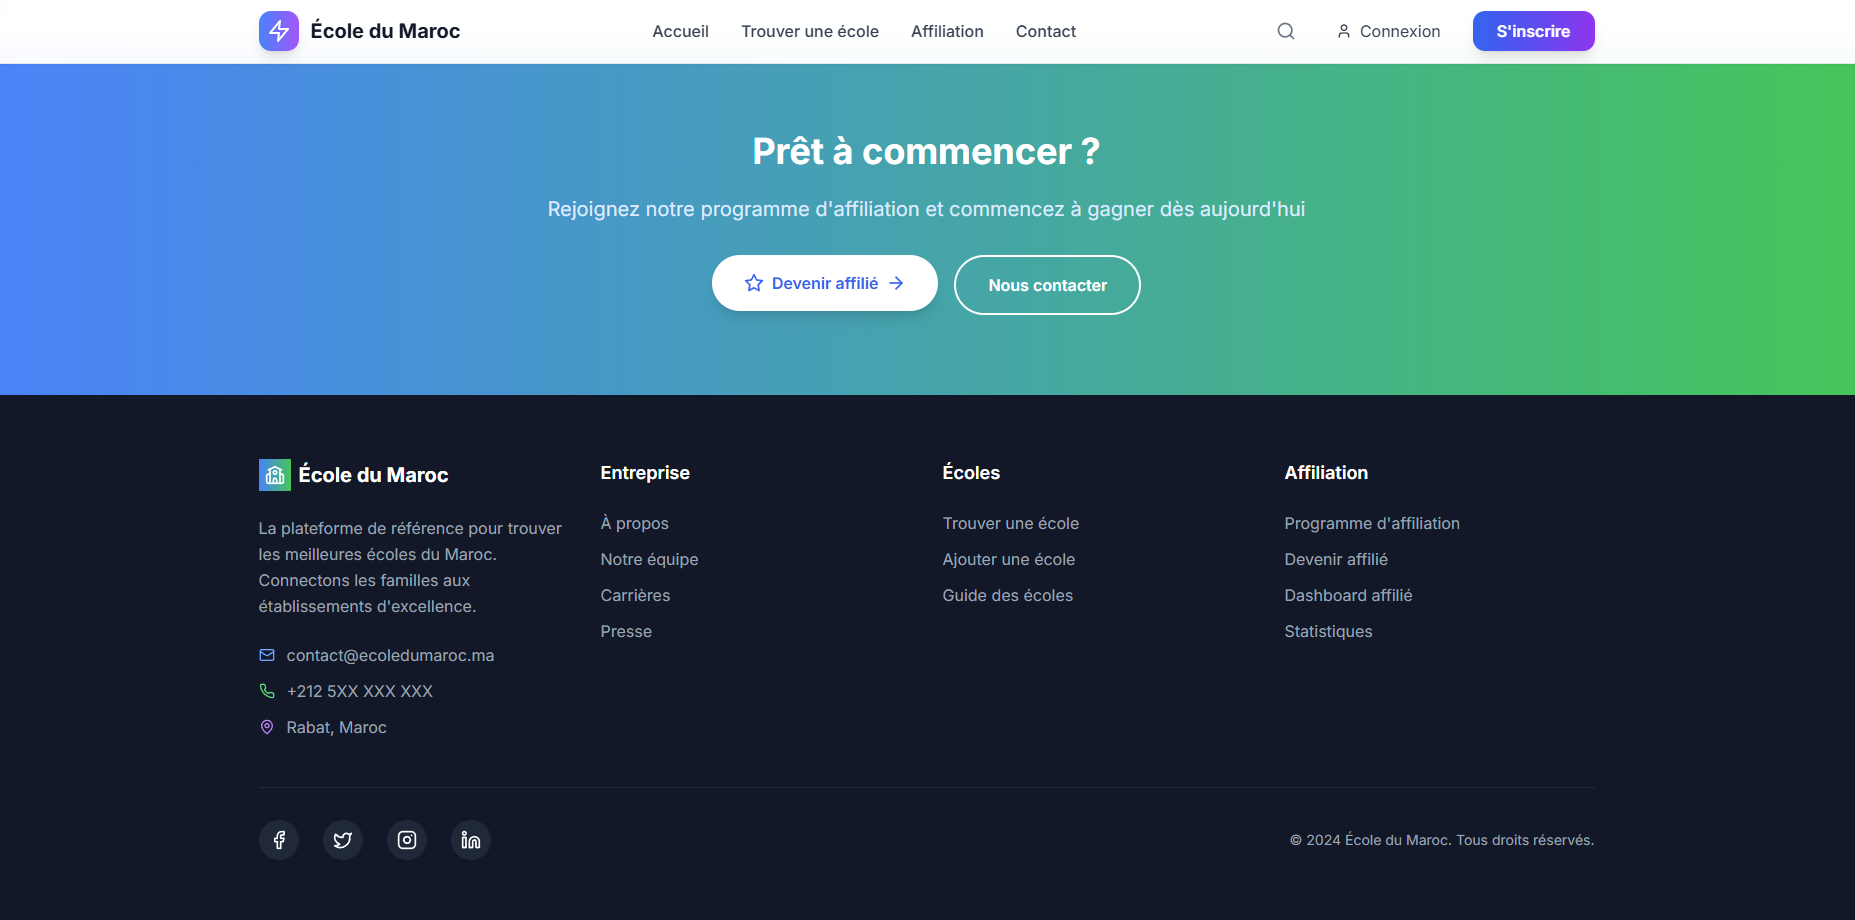 École du Maroc
Accueil
Trouver une école
Affiliation
Contact
Connexion
S'inscrire
Prêt à commencer ?
Rejoignez notre programme d'affiliation et commencez à gagner dès aujourd'hui
Devenir affilié
Nous contacter
École du Maroc
La plateforme de référence pour trouver
les meilleures écoles du Maroc.
Connectons les familles aux
établissements d'excellence.
contact@ecoledumaroc.ma
+212 5XX XXX XXX
Rabat, Maroc
Entreprise
À propos
Notre équipe
Carrières
Presse
Écoles
Trouver une école
Ajouter une école
Guide des écoles
Affiliation
Programme d'affiliation
Devenir affilié
Dashboard affilié
Statistiques
© 2024 École du Maroc. Tous droits réservés.